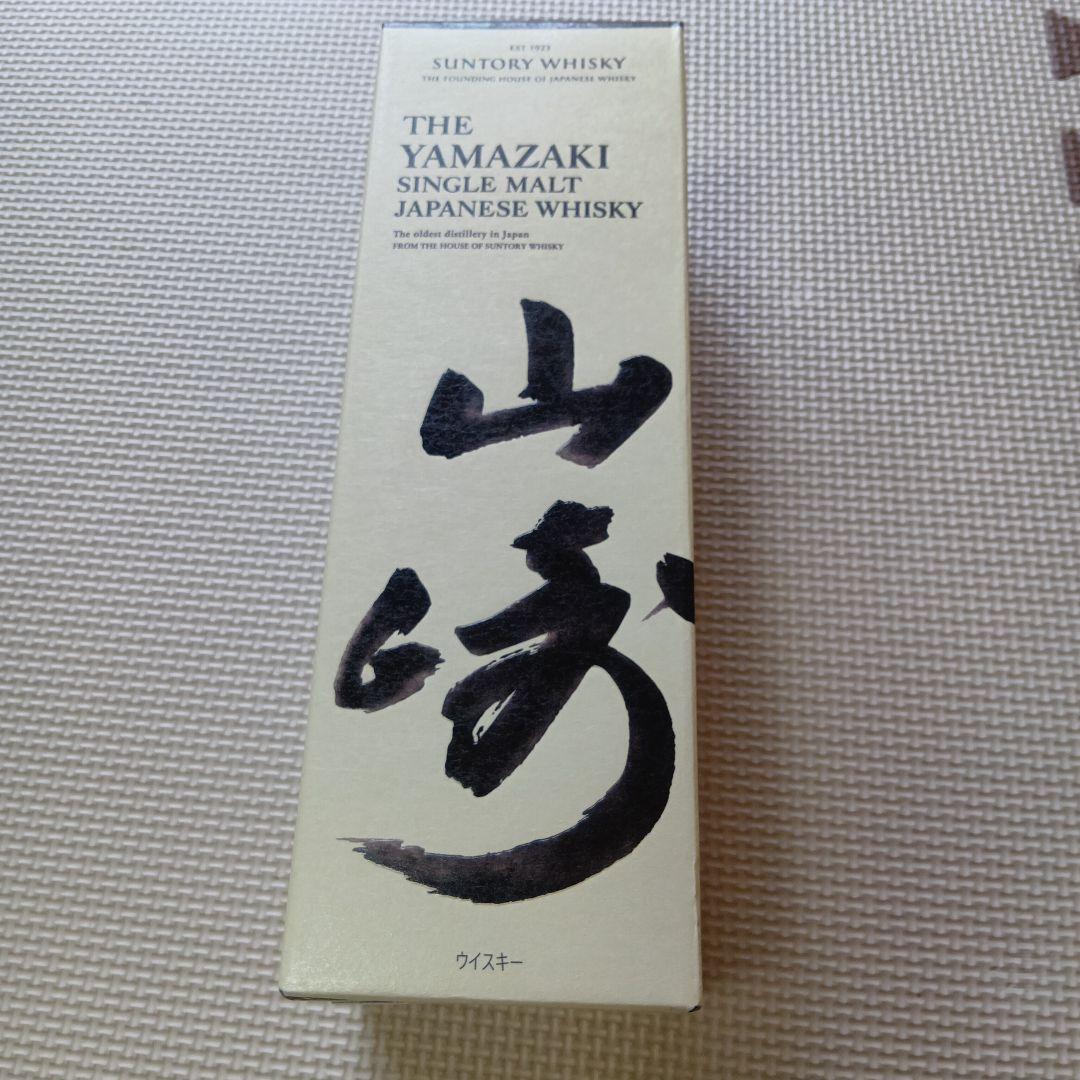 EST 1923
SUNTORY WHISKY
THE FOUNDING HOUSE OF JAPANESE WHISKY
THE
YAMAZAKI
SINGLE MALT
JAPANESE WHISKY
The oldest distillery in Japan
FROM THE HOUSE OF SUNTORY WHISKY
山
崎
ウイスキー